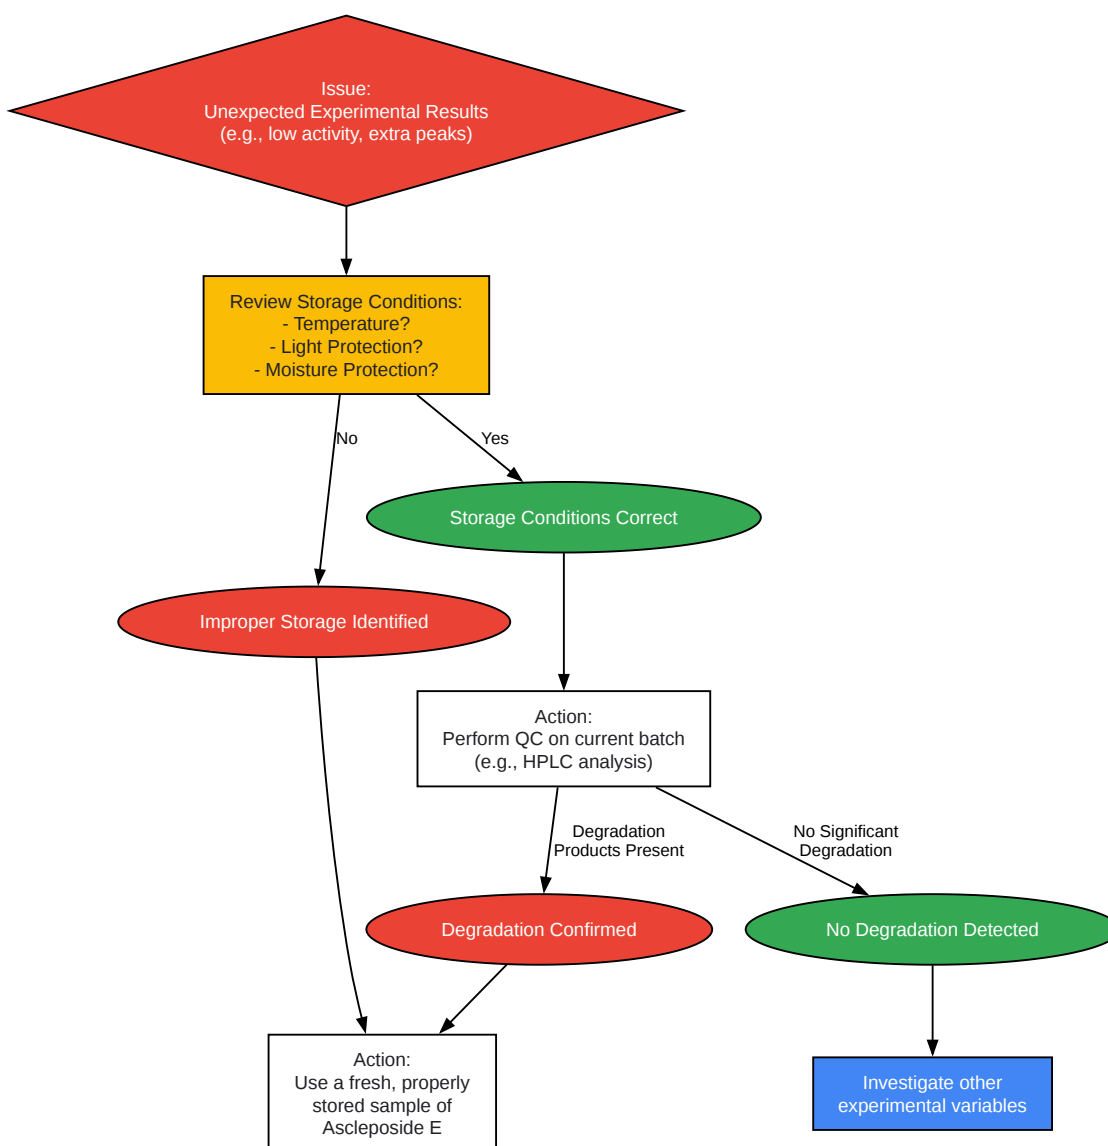 Issue:
Unexpected Experimental Results
(e.g., low activity, extra peaks)
Review Storage Conditions:
- Temperature?
- Light Protection?
- Moisture Protection?
No
Yes
Storage Conditions Correct
Improper Storage Identified
Action:
Perform QC on current batch
(e.g., HPLC analysis)
Degradation
Products Present
No Significant
Degradation
Degradation Confirmed
No Degradation Detected
Action:
Use a fresh, properly
stored sample of
Ascleposide E
Investigate other
experimental variables